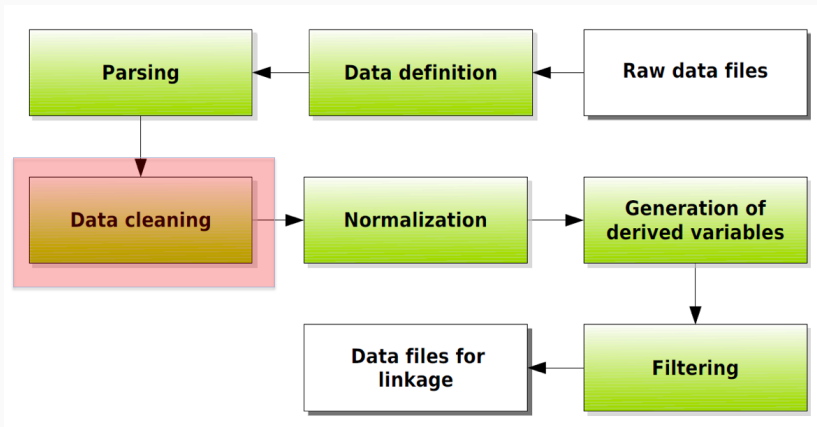 Parsing
Data definition
Raw data files
Data cleaning
Normalization
Generation of
derived variables
Data files for
linkage
Filtering